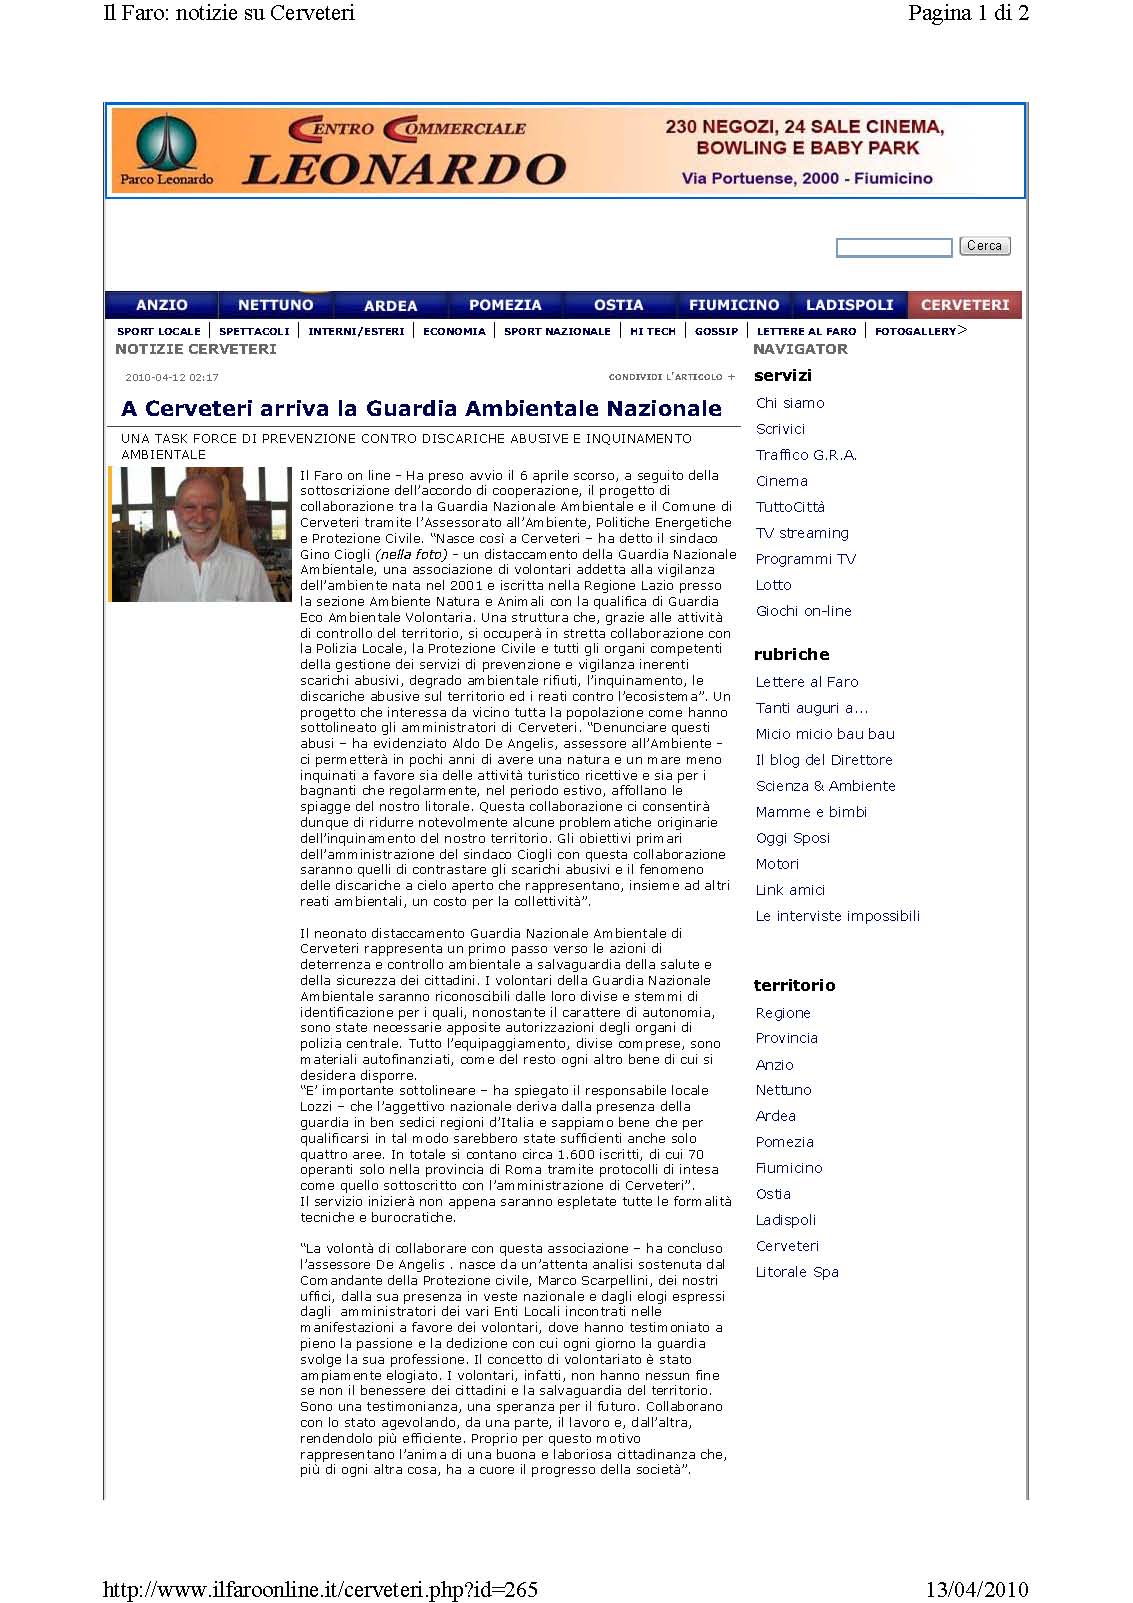 Il Faro: notizie su Cerveteri
Pagina 1 di 2
Parco Leonardo
CENTRO COMMERCIALE
LEONARDO
230 NEGOZI, 24 SALE CINEMA,
BOWLING E BABY PARK
Via Portuense, 2000 - Fiumicino
Cerca
ANZIO NETTUNO ARDEA POMEZIA OSTIA FIUMICINO LADISPOLI CERVETERI
SPORT LOCALE | SPETTACOLI | INTERNI/ESTERI | ECONOMIA | SPORT NAZIONALE | HI TECH | GOSSIP | LETTERE AL FARO | FOTOGALLERY>
NOTIZIE CERVETERI
2010-04-12 02:17
CONDIVIDI L'ARTICOLO +
A Cerveteri arriva la Guardia Ambientale Nazionale
UNA TASK FORCE DI PREVENZIONE CONTRO DISCARICHE ABUSIVE E INQUINAMENTO
AMBIENTALE
Il Faro on line - Ha preso avvio il 6 aprile scorso, a seguito della
sottoscrizione dell'accordo di cooperazione, il progetto di
collaborazione tra la Guardia Nazionale Ambientale e il Comune di
Cerveteri tramite l'Assessorato all'Ambiente, Politiche Energetiche
e Protezione Civile. "Nasce così a Cerveteri – ha detto il sindaco
Gino Ciogli (nella foto) - un distaccamento della Guardia Nazionale
Ambientale, una associazione di volontari addetta alla vigilanza
dell'ambiente nata nel 2001 e iscritta nella Regione Lazio presso
la sezione Ambiente Natura e Animali con la qualifica di Guardia
Eco Ambientale Volontaria. Una struttura che, grazie alle attività
di controllo del territorio, si occuperà in stretta collaborazione con
la Polizia Locale, la Protezione Civile e tutti gli organi competenti
della gestione dei servizi di prevenzione e vigilanza inerenti
scarichi abusivi, degrado ambientale rifiuti, l'inquinamento, le
discariche abusive sul territorio ed i reati contro l'ecosistema". Un
progetto che interessa da vicino tutta la popolazione come hanno
sottolineato gli amministratori di Cerveteri. "Denunciare questi
abusi – ha evidenziato Aldo De Angelis, assessore all'Ambiente -
ci permetterà in pochi anni di avere una natura e un mare meno
inquinati a favore sia delle attività turistico ricettive e sia per i
bagnanti che regolarmente, nel periodo estivo, affollano le
spiagge del nostro litorale. Questa collaborazione ci consentirà
dunque di ridurre notevolmente alcune problematiche originarie
dell'inquinamento del nostro territorio. Gli obiettivi primari
dell'amministrazione del sindaco Ciogli con questa collaborazione
saranno quelli di contrastare gli scarichi abusivi e il fenomeno
delle discariche a cielo aperto che rappresentano, insieme ad altri
reati ambientali, un costo per la collettività".
Il neonato distaccamento Guardia Nazionale Ambientale di
Cerveteri rappresenta un primo passo verso le azioni di
deterrenza e controllo ambientale a salvaguardia della salute e
della sicurezza dei cittadini. I volontari della Guardia Nazionale
Ambientale saranno riconoscibili dalle loro divise e stemmi di
identificazione per i quali, nonostante il carattere di autonomia,
sono state necessarie apposite autorizzazioni degli organi di
polizia centrale. Tutto l'equipaggiamento, divise comprese, sono
materiali autofinanziati, come del resto ogni altro bene di cui si
desidera disporre.
"E' importante sottolineare – ha spiegato il responsabile locale
Lozzi – che l'aggettivo nazionale deriva dalla presenza della
guardia in ben sedici regioni d'Italia e sappiamo bene che per
qualificarsi in tal modo sarebbero state sufficienti anche solo
quattro aree. In totale si contano circa 1.600 iscritti, di cui 70
operanti solo nella provincia di Roma tramite protocolli di intesa
come quello sottoscritto con l'amministrazione di Cerveteri".
Il servizio inizierà non appena saranno espletate tutte le formalità
tecniche e burocratiche.
"La volontà di collaborare con questa associazione – ha concluso
l'assessore De Angelis . nasce da un'attenta analisi sostenuta dal
Comandante della Protezione civile, Marco Scarpellini, dei nostri
uffici, dalla sua presenza in veste nazionale e dagli elogi espressi
dagli amministratori dei vari Enti Locali incontrati nelle
manifestazioni a favore dei volontari, dove hanno testimoniato a
pieno la passione e la dedizione con cui ogni giorno la guardia
svolge la sua professione. Il concetto di volontariato è stato
ampiamente elogiato. I volontari, infatti, non hanno nessun fine
se non il benessere dei cittadini e la salvaguardia del territorio.
Sono una testimonianza, una speranza per il futuro. Collaborano
con lo stato agevolando, da una parte, il lavoro e, dall'altra,
rendendolo più efficiente. Proprio per questo motivo
rappresentano l'anima di una buona e laboriosa cittadinanza che,
più di ogni altra cosa, ha a cuore il progresso della società".
NAVIGATOR
servizi
Chi siamo
Scrivici
Traffico G.R.A.
Cinema
TuttoCittà
TV streaming
Programmi TV
Lotto
Giochi on-line
rubriche
Lettere al Faro
Tanti auguri a...
Micio micio bau bau
Il blog del Direttore
Scienza & Ambiente
Mamme e bimbi
Oggi Sposi
Motori
Link amici
Le interviste impossibili
territorio
Regione
Provincia
Anzio
Nettuno
Ardea
Pomezia
Fiumicino
Ostia
Ladispoli
Cerveteri
Litorale Spa
http://www.ilfaroonline.it/cerveteri.php?id=265
13/04/2010